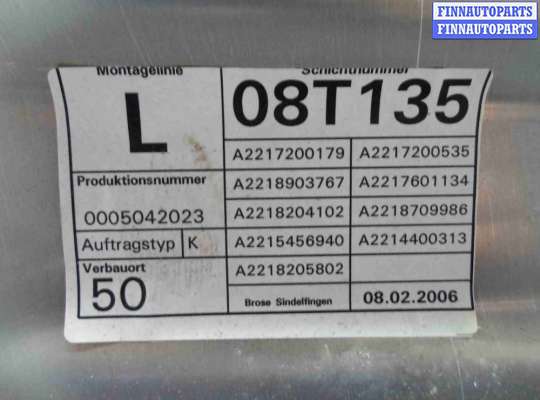 FINNAUTOPARTS
FINNAUTOPARTS
Montagelinie
L
Produktionsnummer
0005042023
Auftragstyp K
Verbauort
50
Schichtnummer
08T135
A2217200179 A2217200535
A2218903767 A2217601134
A2218204102 A2218709986
A2215456940 A2214400313
A2218205802
Brose Sindelfingen 08.02.2006